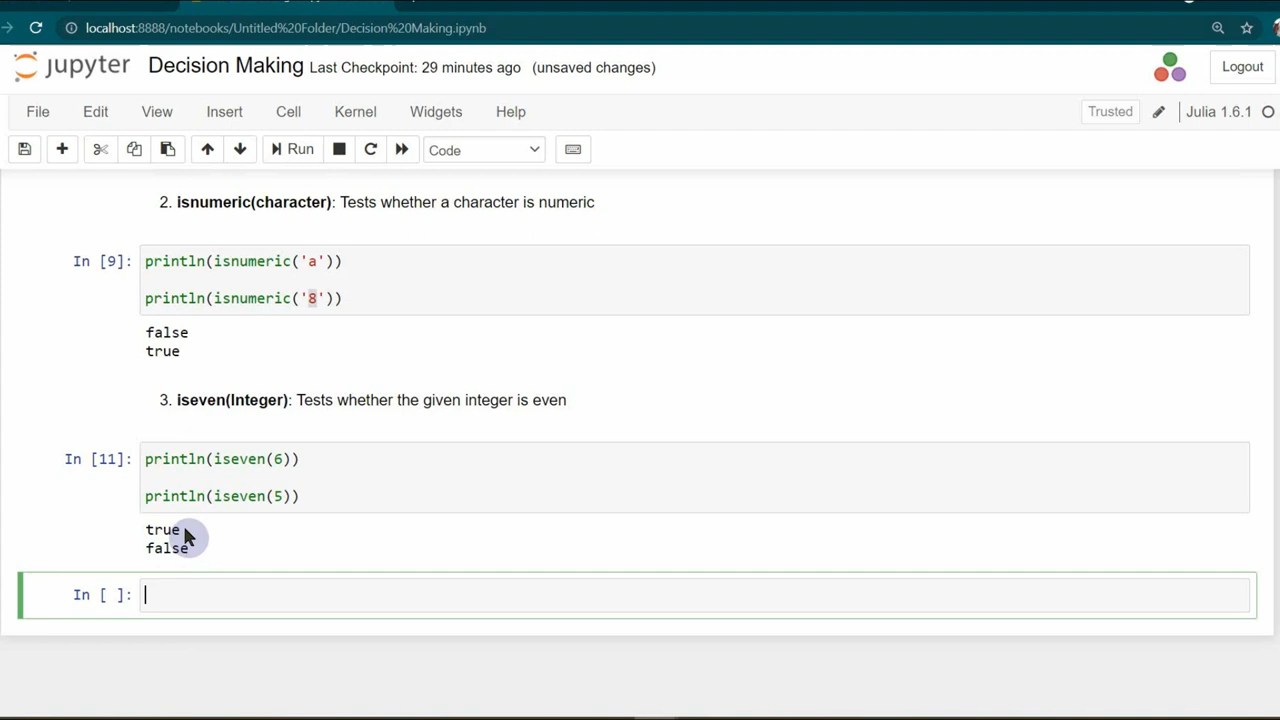 localhost:8888/notebooks/Untitled%20Folder/Decision%20Making.ipynb
jupyter Decision Making Last Checkpoint: 29 minutes ago (unsaved changes) Logout
File Edit View Insert Cell Kernel Widgets Help Trusted Julia 1.6.1
Run Code
2. isnumeric(character): Tests whether a character is numeric
In [9]: println(isnumeric('a'))
println(isnumeric('8'))
false
true
3. iseven(Integer): Tests whether the given integer is even
In [11]: println(iseven(6))
println(iseven(5))
true
false
In [ ]: